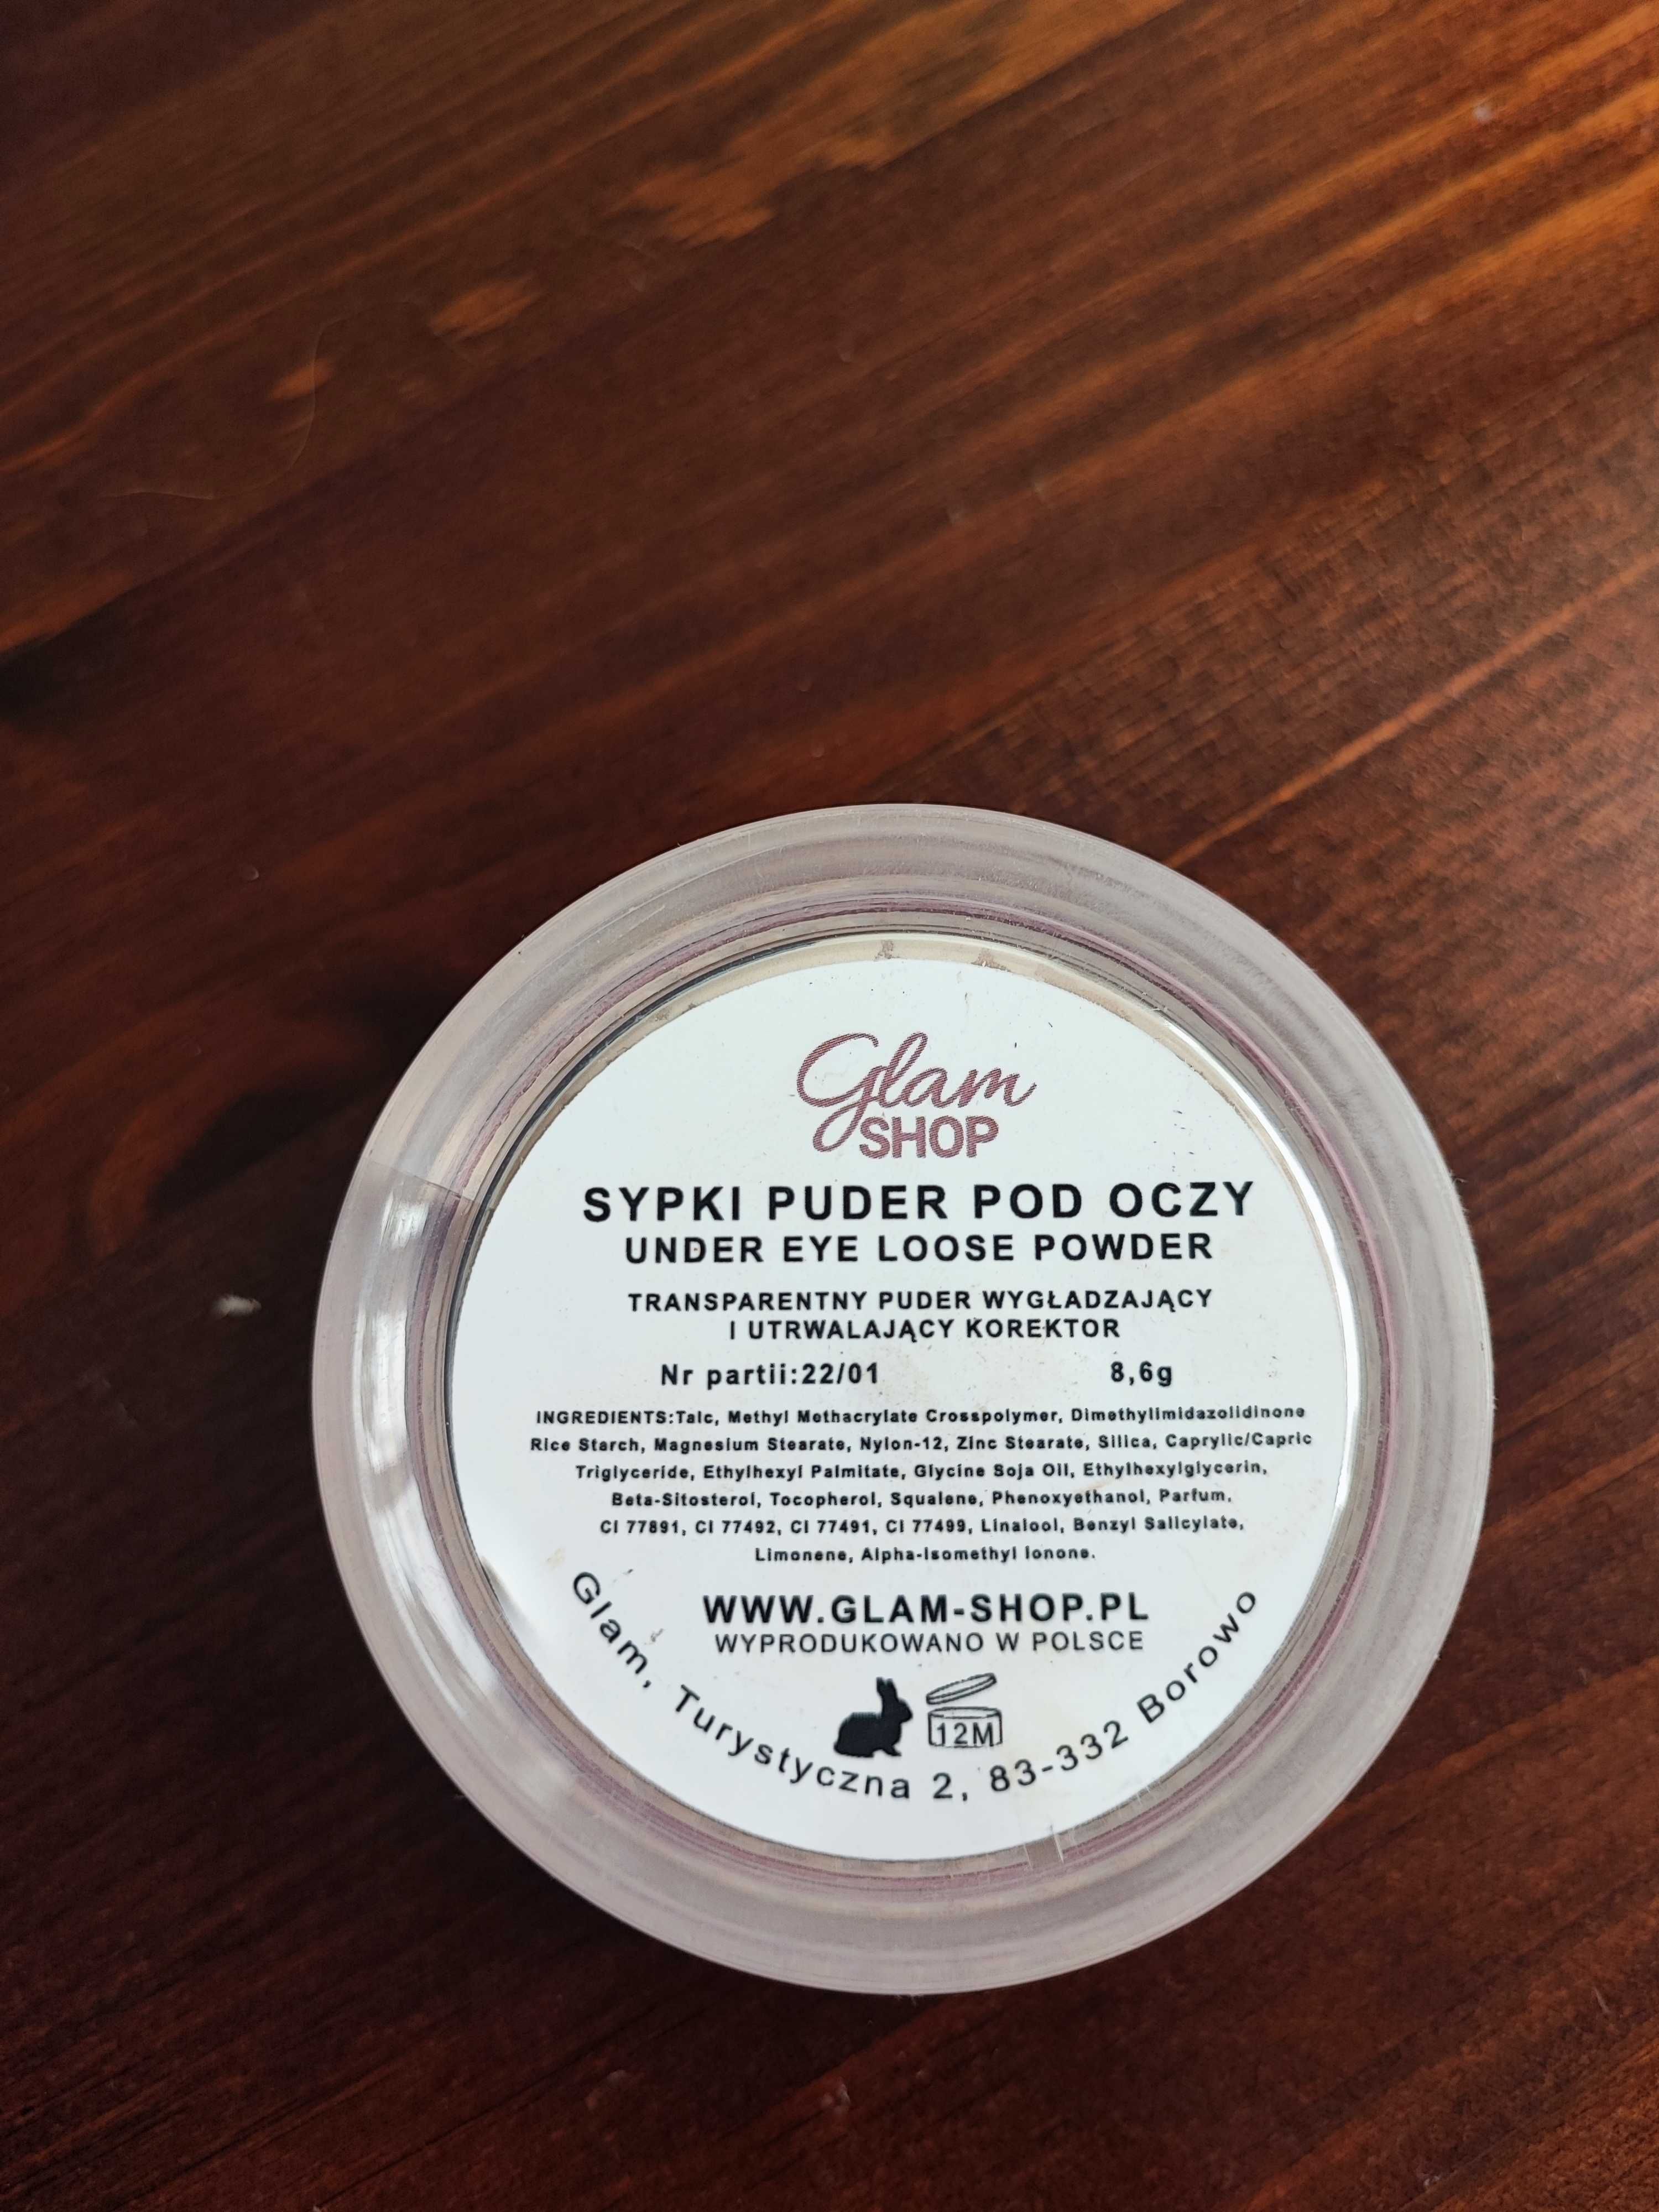 Glam
SHOP
SYPKI PUDER POD OCZY
UNDER EYE LOOSE POWDER
TRANSPARENTNY PUDER WYGŁADZAJĄCY
I UTRWALAJĄCY KOREKTOR
Nr partii:22/01 8,6g
INGREDIENTS:Talc, Methyl Methacrylate Crosspolymer, Dimethylimidazolidinone
Rice Starch, Magnesium Stearate, Nylon-12, Zinc Stearate, Silica, Caprylic/Capric
Triglyceride, Ethylhexyl Palmitate, Glycine Soja Oil, Ethylhexylglycerin,
Beta-Sitosterol, Tocopherol, Squalene, Phenoxyethanol, Parfum,
CI 77891, CI 77492, CI 77491, CI 77499, Linalool, Benzyl Salicylate,
Limonene, Alpha-Isomethyl Ionone.
WWW.GLAM-SHOP.PL
WYPRODUKOWANO W POLSCE
12M
Glam, Turystyczna 2, 83-332 Borowo